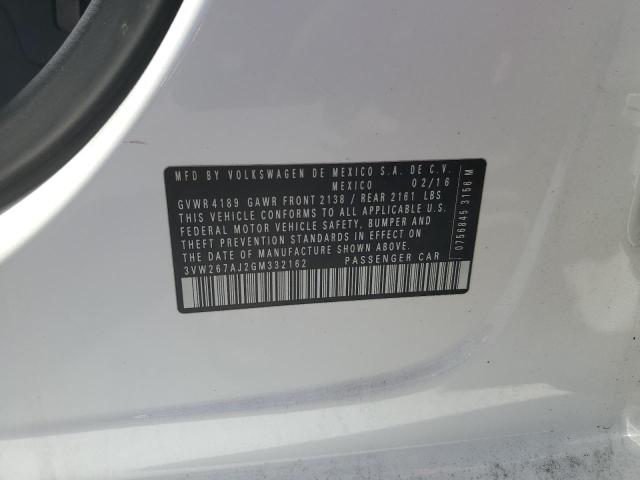 MFD BY VOLKSWAGEN DE MEXICO S.A. DE C.V.
MEXICO 02/16
GVWR 4189 GAWR FRONT 2138 / REAR 2161 LBS
THIS VEHICLE CONFORMS TO ALL APPLICABLE U.S.
FEDERAL MOTOR VEHICLE SAFETY, BUMPER AND
THEFT PREVENTION STANDARDS IN EFFECT ON
THE DATE OF MANUFACTURE SHOWN ABOVE.
3VW267AJ2GM332162 PASSENGER CAR
0756845 3156 M